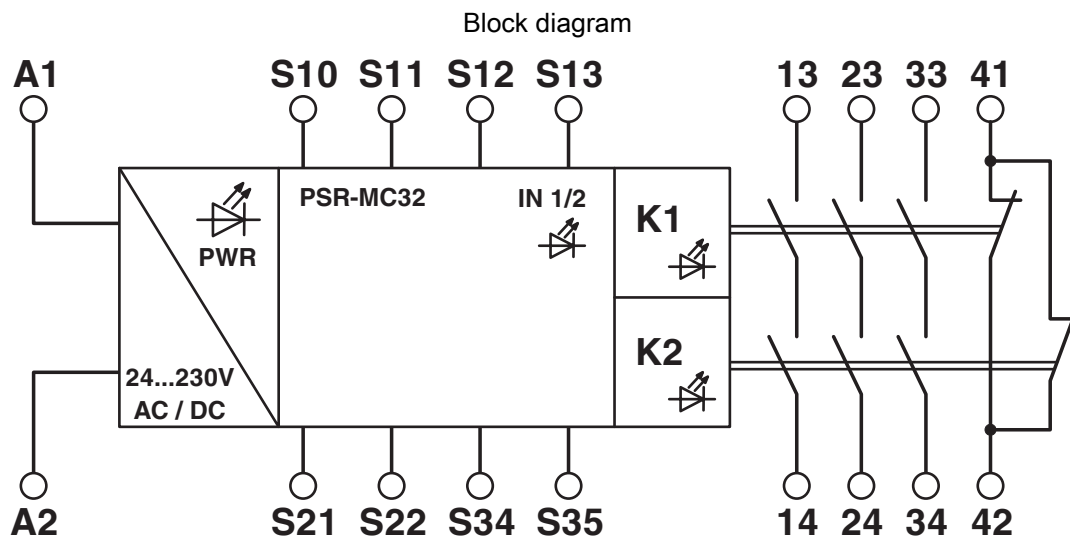 Block diagram
A1 S10 S11 S12 S13 13 23 33 41
PSR-MC32 IN 1/2
K1
PWR
K2
24...230V
AC / DC
A2 S21 S22 S34 S35 14 24 34 42